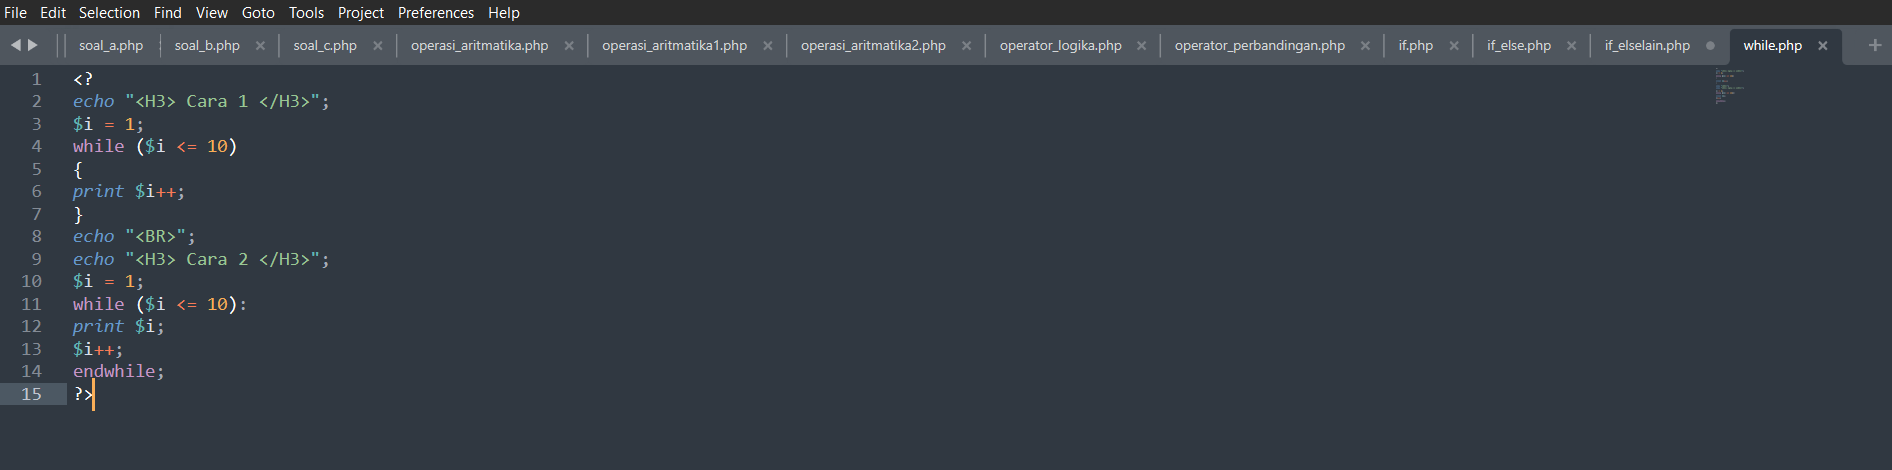 File Edit Selection Find View Goto Tools Project Preferences Help
soal_a.php soal_b.php soal_c.php operasi_aritmatika.php operasi_aritmatika1.php operasi_aritmatika2.php operator_logika.php operator_perbandingan.php if.php if_else.php if_elselain.php while.php
1 <?
2 echo "<H3> Cara 1 </H3>";
3 $i = 1;
4 while ($i <= 10)
5 {
6 print $i++;
7 }
8 echo "<BR>";
9 echo "<H3> Cara 2 </H3>";
10 $i = 1;
11 while ($i <= 10):
12 print $i;
13 $i++;
14 endwhile;
15 ?>